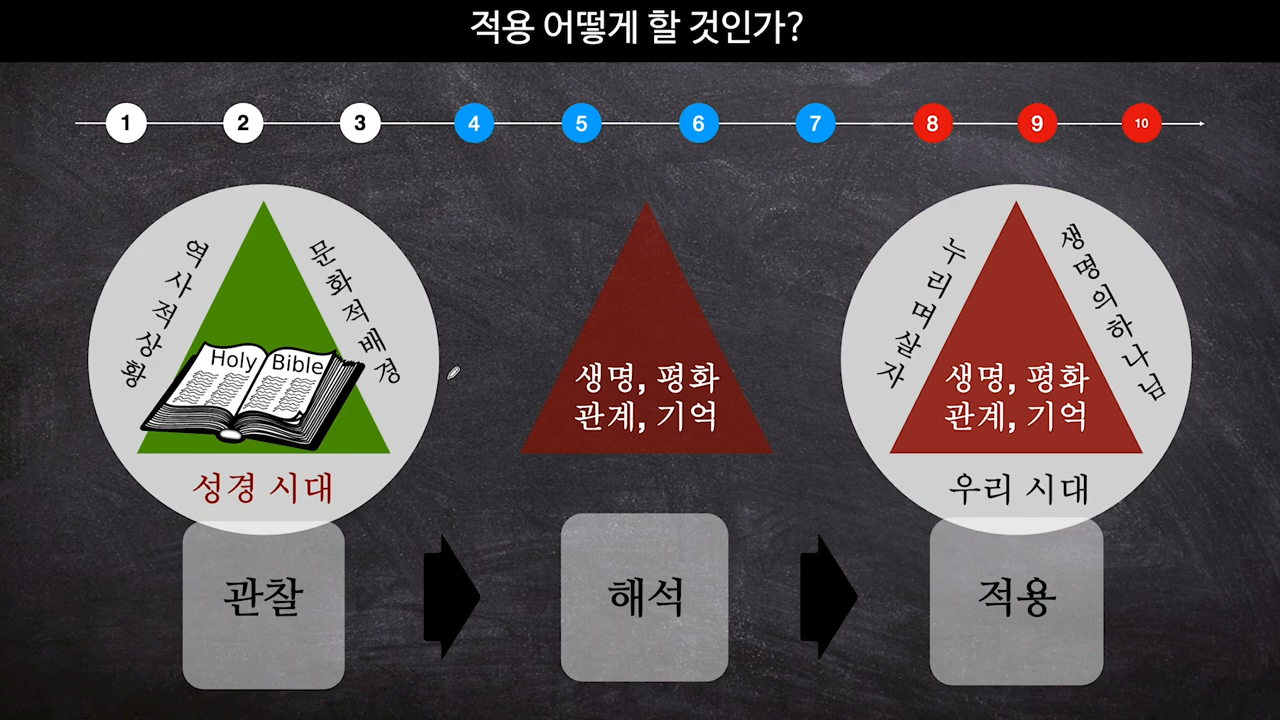 적용 어떻게 할 것인가?
1 2 3 4 5 6 7 8 9 10
역사적상황
문화적배경
Holy Bible
성경 시대
관찰
생명, 평화
관계, 기억
해석
누리며살자
생명의하나님
생명, 평화
관계, 기억
우리 시대
적용